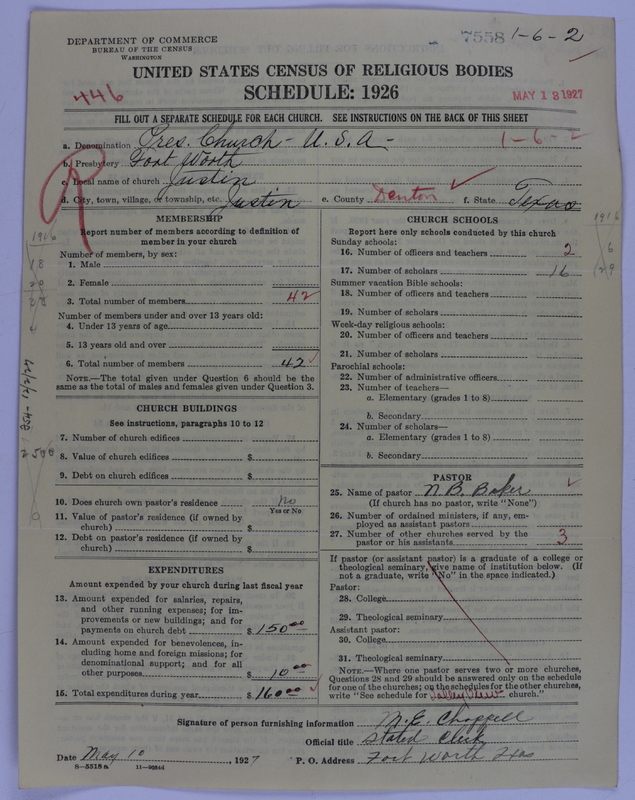 DEPARTMENT OF COMMERCE
BUREAU OF THE CENSUS
WASHINGTON
7558 1-6-2
UNITED STATES CENSUS OF RELIGIOUS BODIES
SCHEDULE: 1926
446
MAY 13 1927
FILL OUT A SEPARATE SCHEDULE FOR EACH CHURCH. SEE INSTRUCTIONS ON THE BACK OF THIS SHEET
a. Denomination Pres. Church - U.S.A - 1-6-2
b. Presbytery Fort Worth
c. Local name of church Justin
d. City, town, village, or township, etc. Justin e. County Denton f. State Texas
R
MEMBERSHIP
Report number of members according to definition of
member in your church
Number of members, by sex:
1. Male
2. Female
3. Total number of members 42
Number of members under and over 13 years old:
4. Under 13 years of age
5. 13 years old and over
6. Total number of members 42
NOTE.—The total given under Question 6 should be
same as the total of males and females given under Question 3.
CHURCH BUILDINGS
See instructions, paragraphs 10 to 12
7. Number of church edifices
8. Value of church edifices $
9. Debt on church edifices $
10. Does church own pastor's residence No
Yes or No
11. Value of pastor's residence (if owned by
church) $
12. Debt on pastor's residence (if owned by
church) $
EXPENDITURES
Amount expended by your church during last fiscal year
13. Amount expended for salaries, repairs,
and other running expenses; for im-
provements or new buildings; and for
payments on church debt $ 150 00
14. Amount expended for benevolences, in-
cluding home and foreign missions; for
denominational support; and for all
other purposes $ 10 00
15. Total expenditures during year $ 160 00
CHURCH SCHOOLS
Report here only schools conducted by this church
Sunday schools:
16. Number of officers and teachers 2
17. Number of scholars 16
Summer vacation Bible schools:
18. Number of officers and teachers
19. Number of scholars
Week-day religious schools:
20. Number of officers and teachers
21. Number of scholars
Parochial schools:
22. Number of administrative officers
23. Number of teachers—
a. Elementary (grades 1 to 8)
b. Secondary
24. Number of scholars—
a. Elementary (grades 1 to 8)
b. Secondary
PASTOR
25. Name of pastor N. B. Baker
(If church has no pastor, write "None")
26. Number of ordained ministers, if any, em-
ployed as assistant pastors
27. Number of other churches served by the
pastor or his assistants 3
If pastor (or assistant pastor) is a graduate of a college or
theological seminary, give name of institution below. (If
not a graduate, write "No" in the space indicated.)
Pastor:
28. College
29. Theological seminary
Assistant pastor:
30. College
31. Theological seminary
NOTE.—Where one pastor serves two or more churches,
Questions 28 and 29 should be answered only on the schedule
for one of the churches; on the schedules for the other churches,
write "See schedule for Valley View church."
1916
6
29
1916
18
Signature of person furnishing information M. E. Chappell
Official title Stated Clerk
Date May 10, 1927 P. O. Address Fort Worth Texas
8-5518 a 11-90544